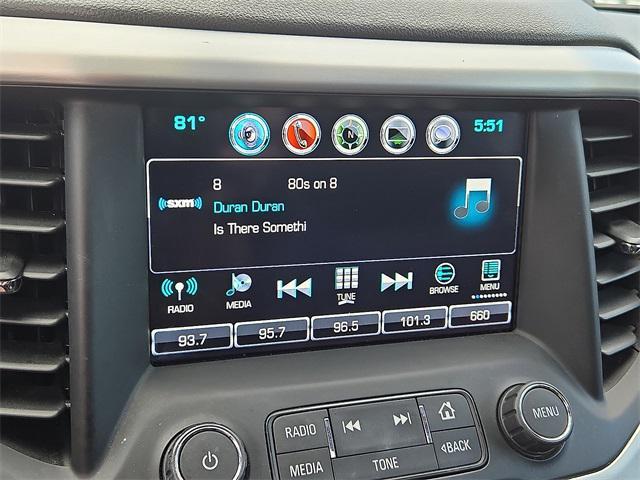 81° N 5:51
8 80s on 8
((sxm))
Duran Duran
Is There Somethi
RADIO MEDIA TUNE BROWSE MENU
93.7 95.7 96.5 101.3 660
RADIO MENU
MEDIA TONE BACK